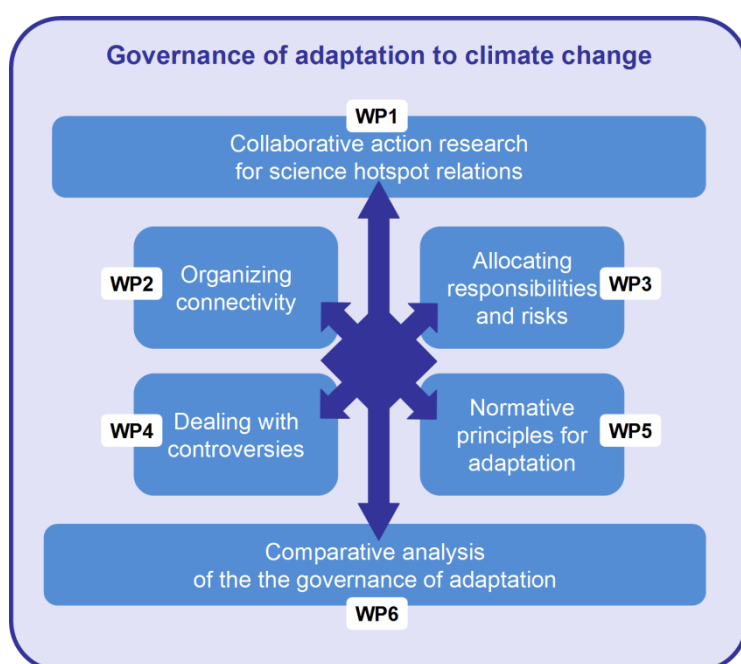 Governance of adaptation to climate change
WP1
Collaborative action research
for science hotspot relations
WP2
Organizing
connectivity
Allocating
responsibilities
and risks
WP3
WP4
Dealing with
controversies
Normative
principles for
adaptation
WP5
Comparative analysis
of the the governance of adaptation
WP6